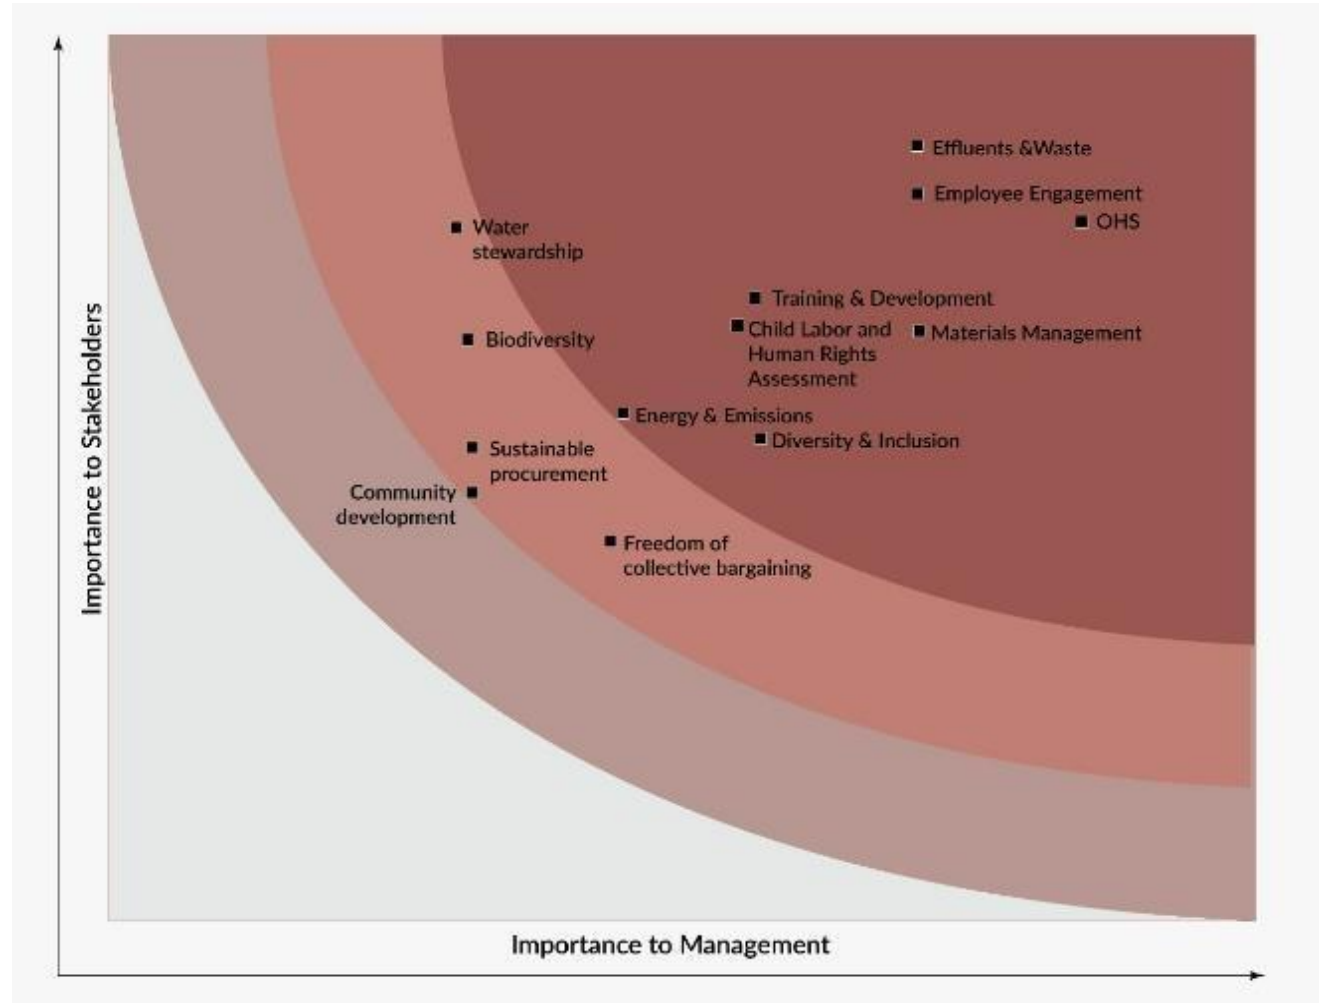 Effluents &Waste
Employee Engagement
OHS
Water
stewardship
Training & Development
Child Labor and
Human Rights
Assessment
Materials Management
Biodiversity
Energy & Emissions
Diversity & Inclusion
Sustainable
procurement
Community
development
Freedom of
collective bargaining
Importance to Stakeholders
Importance to Management